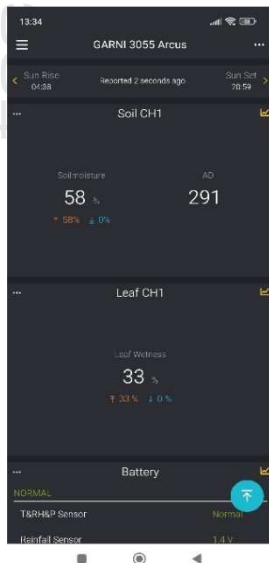 13:34
GARNI 3055 Arcus
Sun Rise
04:38
Reported 2 seconds ago
Sun Set
20:59
Soil CH1
Soilmoisture
58 %
58% 0%
AD
291
Leaf CH1
Leaf Wetness
33 %
33 % 0 %
Battery
NORMAL
T&RH&P Sensor Normal
Rainfall Sensor 1.4 V